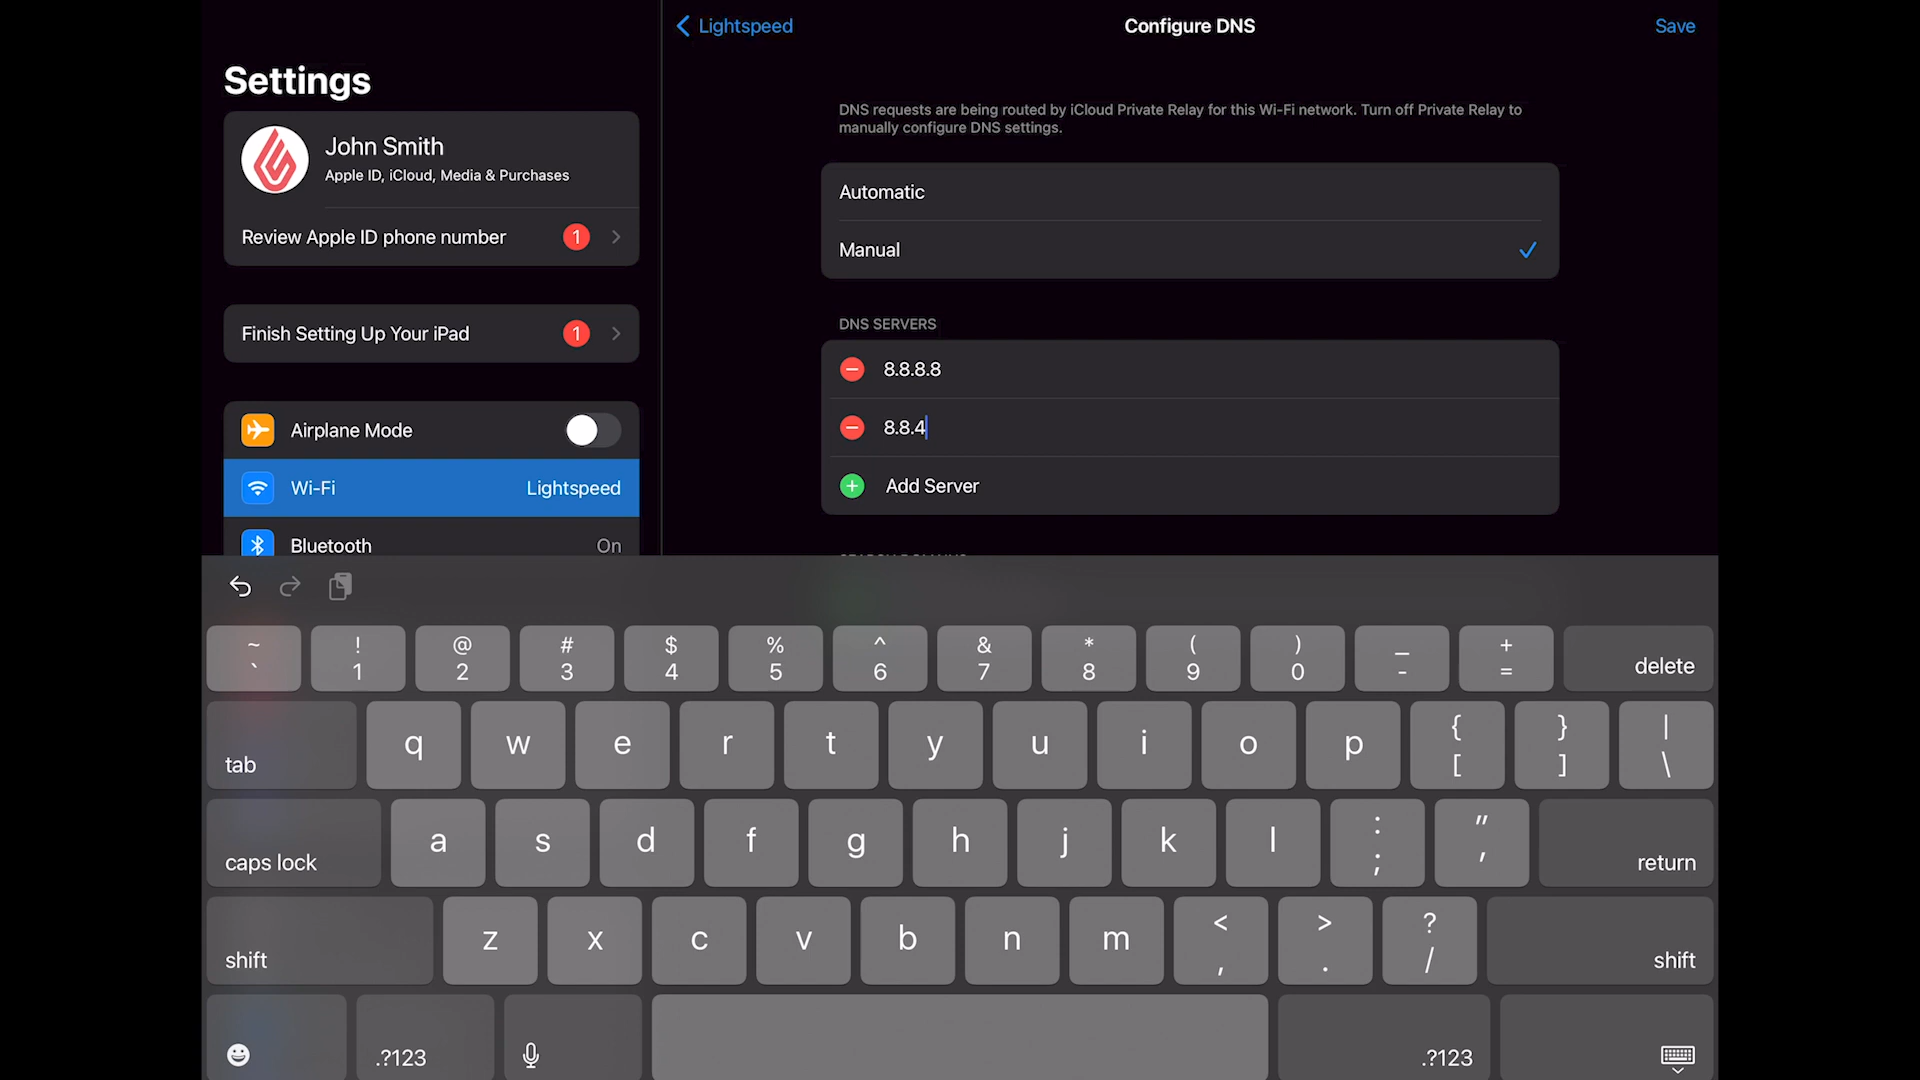 Lightspeed
Configure DNS
Save
Settings
John Smith
Apple ID, iCloud, Media & Purchases
Review Apple ID phone number 1
Finish Setting Up Your iPad 1
Airplane Mode
Wi-Fi Lightspeed
Bluetooth On
DNS requests are being routed by iCloud Private Relay for this Wi-Fi network. Turn off Private Relay to
manually configure DNS settings.
Automatic
Manual
DNS SERVERS
8.8.8.8
8.8.4
Add Server
~ ! @ # $ % ^ & * ( ) _ +
` 1 2 3 4 5 6 7 8 9 0 - = delete
tab q w e r t y u i o p { } |
[ ] \
caps lock a s d f g h j k l : "
; ' return
shift z x c v b n m < > ?
, . / shift
.?123 .?123